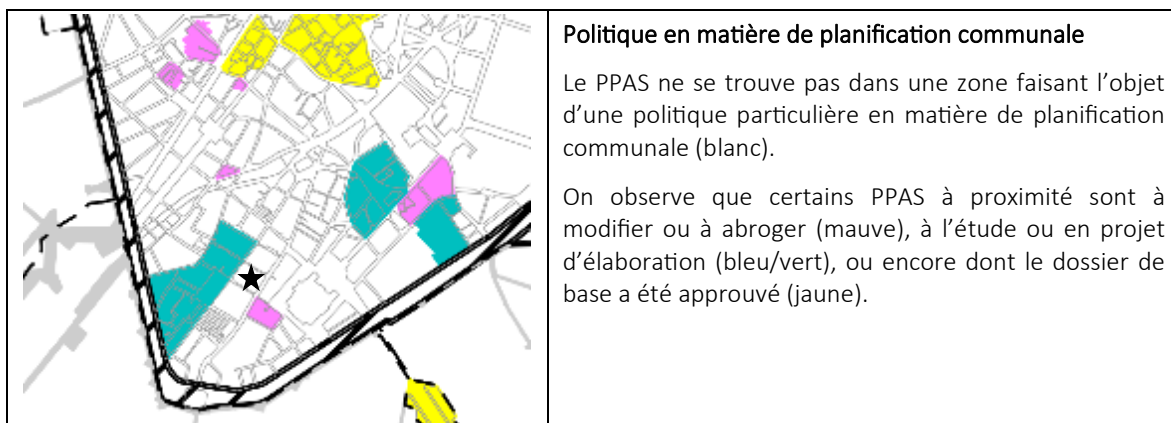 Politique en matière de planification communale
Le PPAS ne se trouve pas dans une zone faisant l’objet
d’une politique particulière en matière de planification
communale (blanc).
On observe que certains PPAS à proximité sont à
modifier ou à abroger (mauve), à l’étude ou en projet
d’élaboration (bleu/vert), ou encore dont le dossier de
base a été approuvé (jaune).